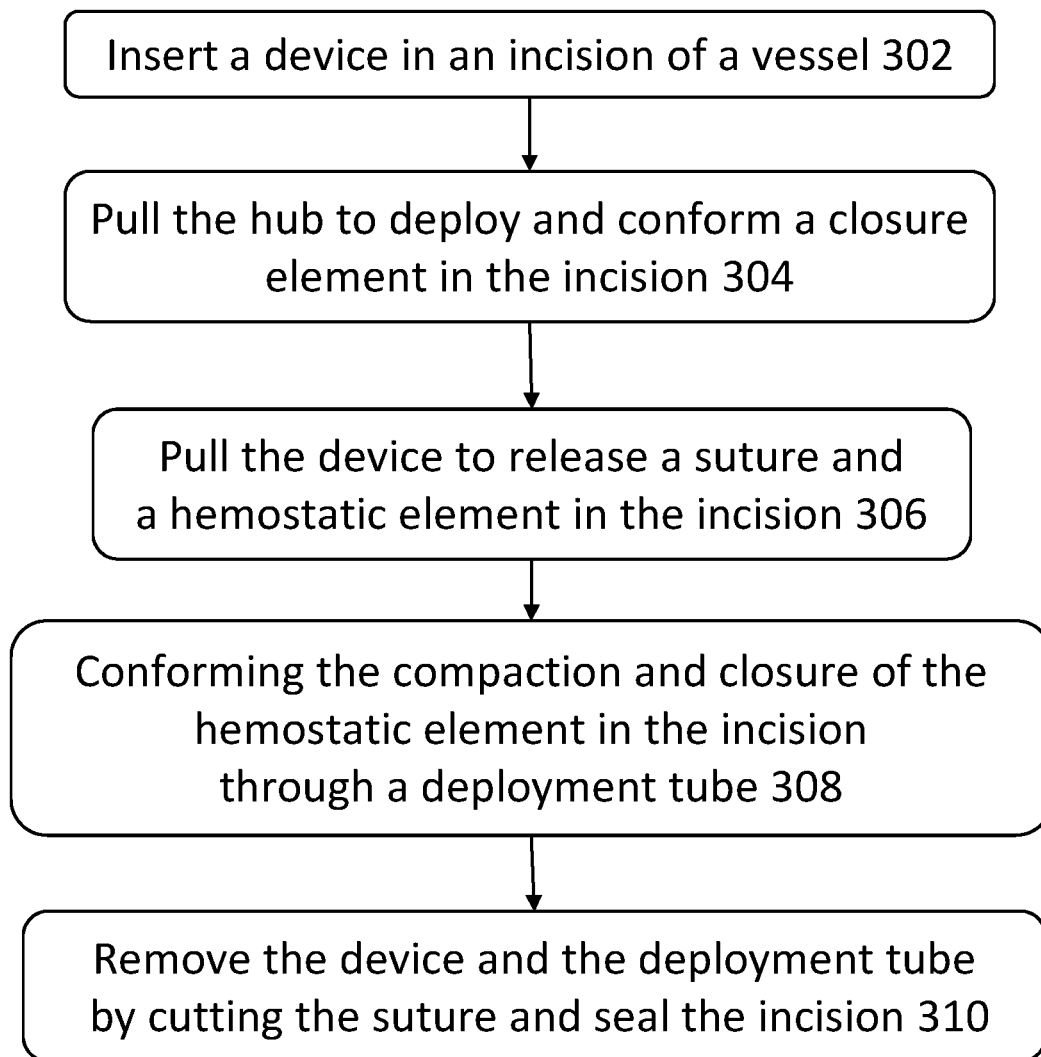 Insert a device in an incision of a vessel 302
Pull the hub to deploy and conform a closure
element in the incision 304
Pull the device to release a suture and
a hemostatic element in the incision 306
Conforming the compaction and closure of the
hemostatic element in the incision
through a deployment tube 308
Remove the device and the deployment tube
by cutting the suture and seal the incision 310